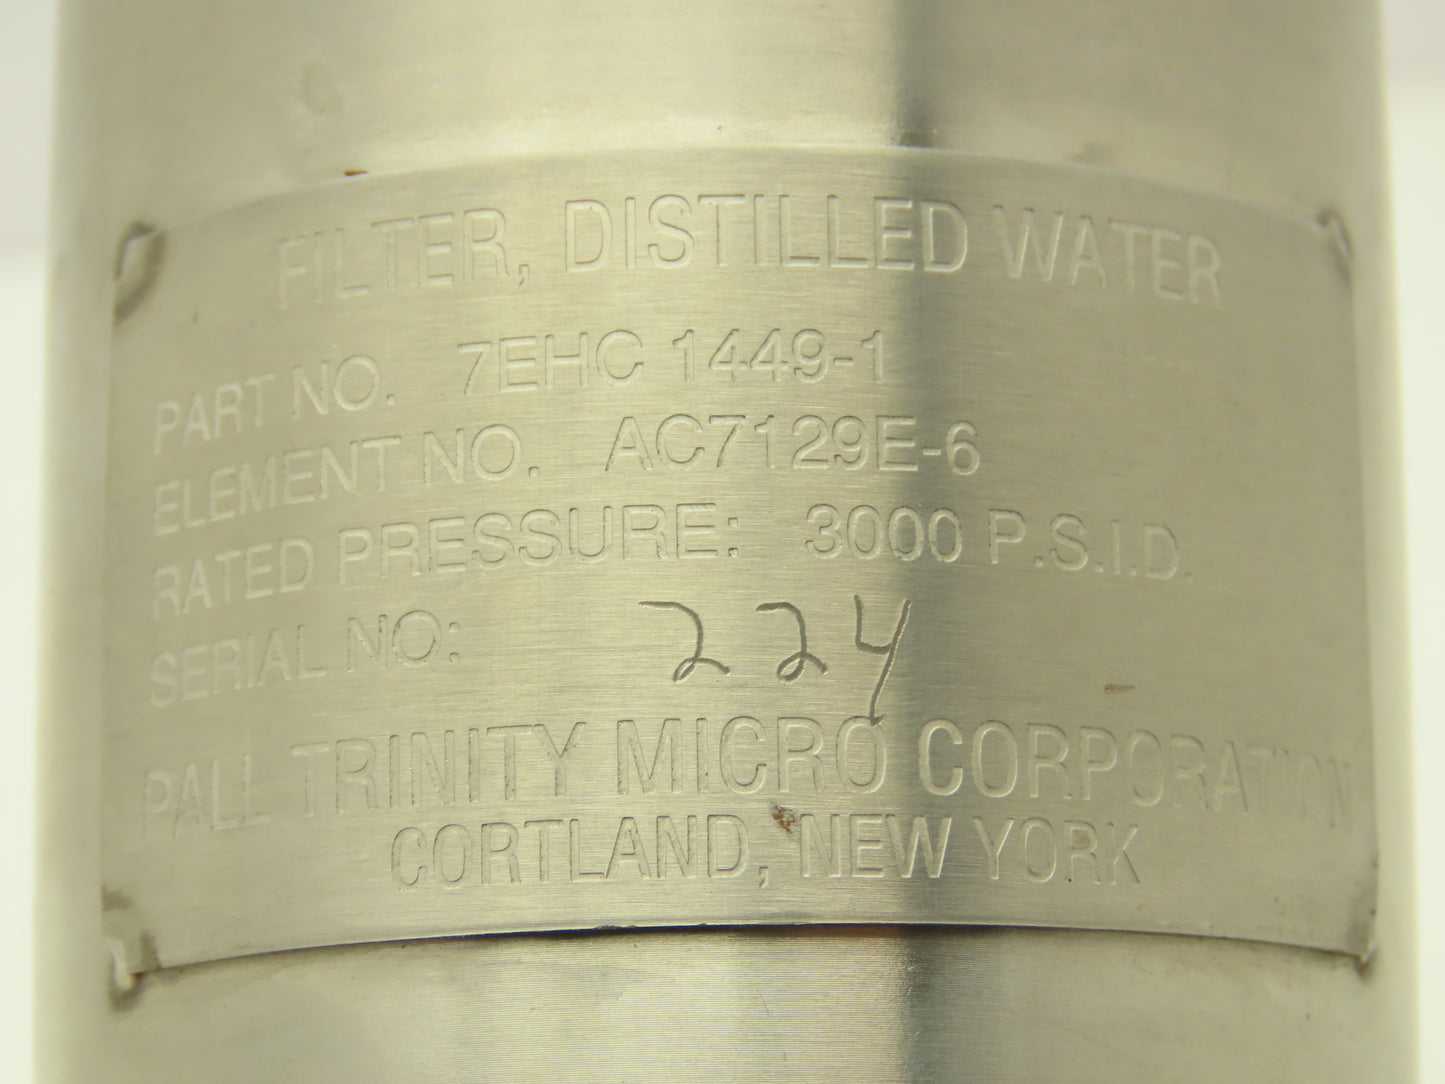 FILTER, DISTILLED WATER
PART NO. 7EHC 1449-1
ELEMENT NO. AC7129E-6
RATED PRESSURE: 3000 P.S.I.D.
SERIAL NO: 224
PALL TRINITY MICRO CORPORATION
CORTLAND, NEW YORK